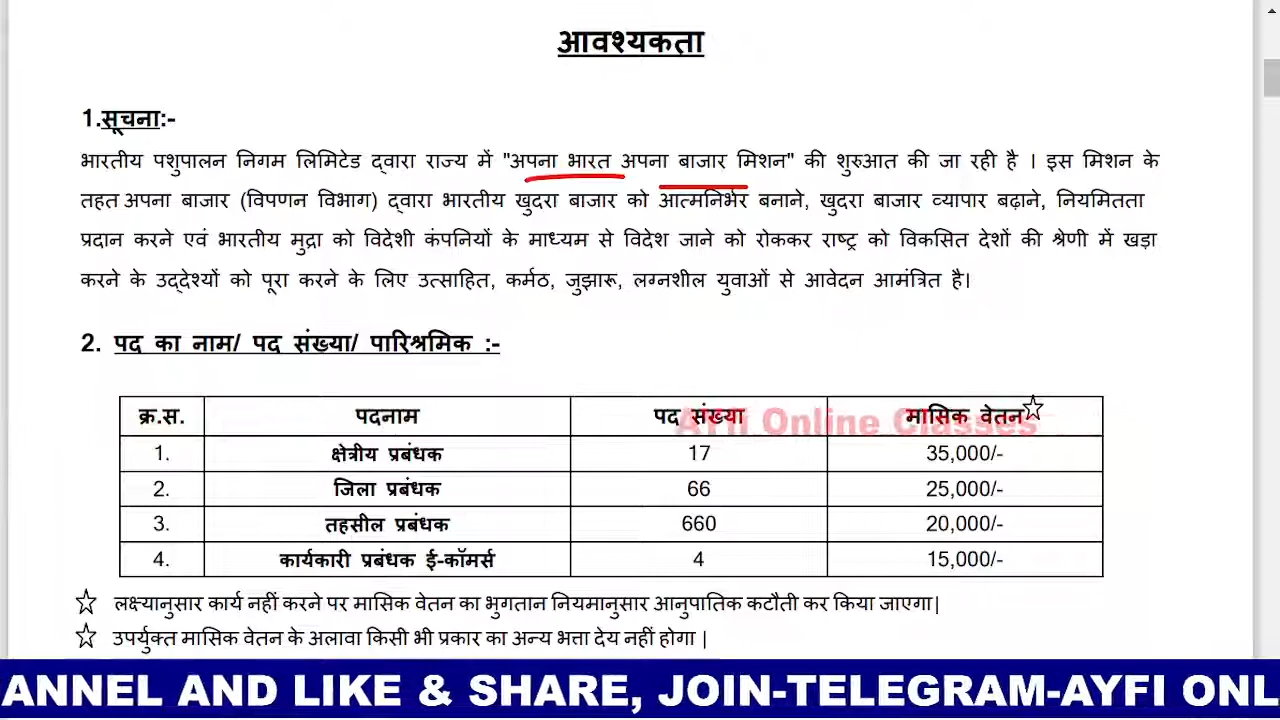 आवश्यकता
1.सूचना:-
भारतीय पशुपालन निगम लिमिटेड द्वारा राज्य में "अपना भारत अपना बाजार मिशन" की शुरुआत की जा रही है । इस मिशन के
तहत अपना बाजार (विपणन विभाग) द्वारा भारतीय खुदरा बाजार को आत्मनिर्भर बनाने, खुदरा बाजार व्यापार बढ़ाने, नियमितता
प्रदान करने एवं भारतीय मुद्रा को विदेशी कंपनियों के माध्यम से विदेश जाने को रोककर राष्ट्र को विकसित देशों की श्रेणी में खड़ा
करने के उद्देश्यों को पूरा करने के लिए उत्साहित, कर्मठ, जुझारू, लग्नशील युवाओं से आवेदन आमंत्रित है।
2. पद का नाम/ पद संख्या/ पारिश्रमिक :-
क्र.स. पदनाम पद संख्या मासिक वेतन☆
AYFI Online Classes
1. क्षेत्रीय प्रबंधक 17 35,000/-
2. जिला प्रबंधक 66 25,000/-
3. तहसील प्रबंधक 660 20,000/-
4. कार्यकारी प्रबंधक ई-कॉमर्स 4 15,000/-
☆ लक्ष्यानुसार कार्य नहीं करने पर मासिक वेतन का भुगतान नियमानुसार आनुपातिक कटौती कर किया जाएगा|
☆ उपर्युक्त मासिक वेतन के अलावा किसी भी प्रकार का अन्य भत्ता देय नहीं होगा |
ANNEL AND LIKE & SHARE, JOIN-TELEGRAM-AYFI ONL